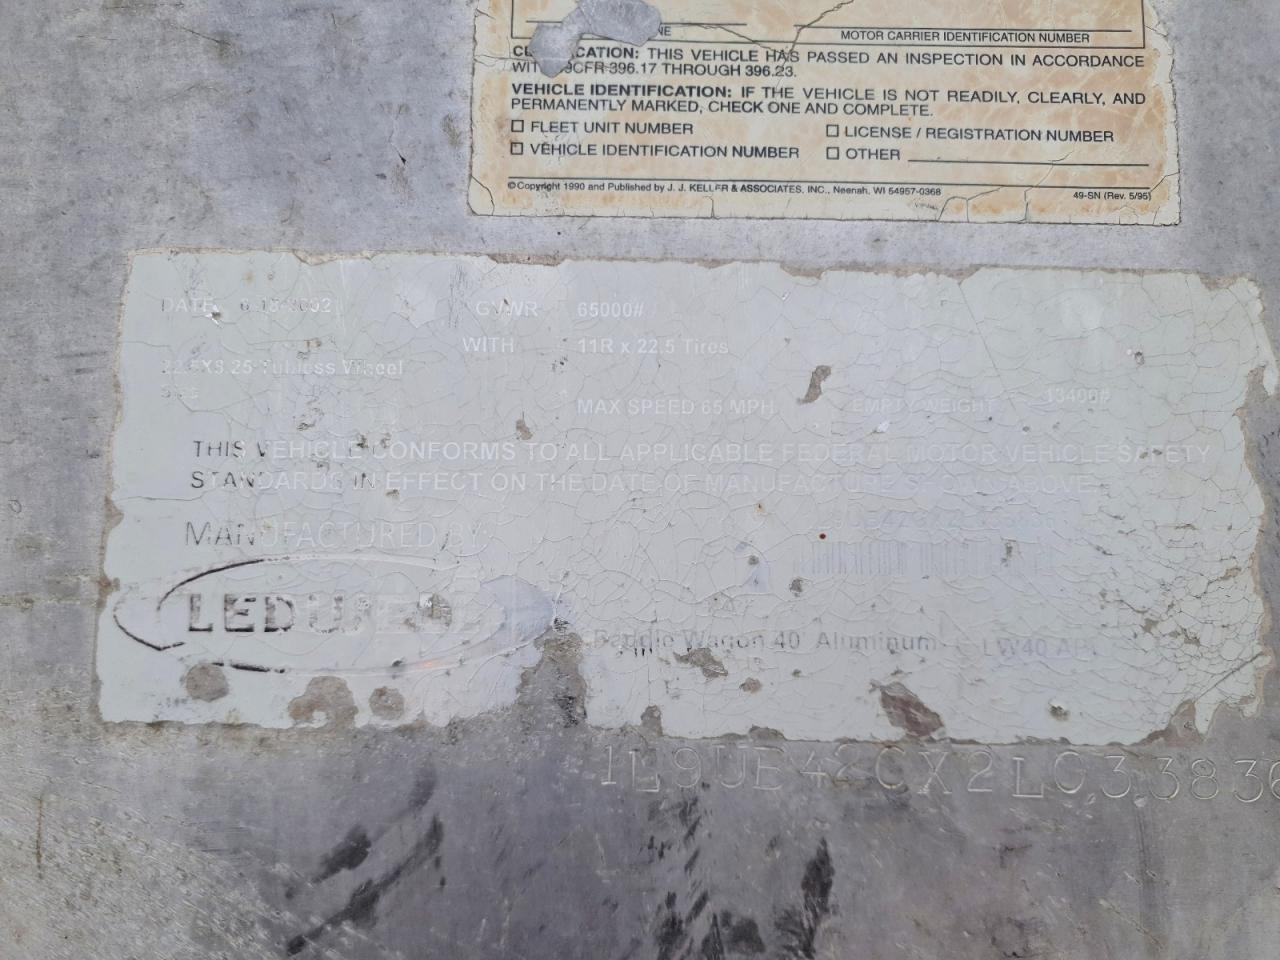 MOTOR CARRIER IDENTIFICATION NUMBER
THIS VEHICLE HAS PASSED AN INSPECTION IN ACCORDANCE
396.17 THROUGH 396.23.
VEHICLE IDENTIFICATION: IF THE VEHICLE IS NOT READILY, CLEARLY, AND
PERMANENTLY MARKED, CHECK ONE AND COMPLETE.
☐ FLEET UNIT NUMBER ☐ LICENSE / REGISTRATION NUMBER
☐ VEHICLE IDENTIFICATION NUMBER ☐ OTHER
© Copyright 1990 and Published by J. J. KELLER & ASSOCIATES, INC., Neenah, WI 54957-0368 49-SN (Rev. 5/95)
DATE GVWR 65000#
WITH 11R x 22.5 Tires
Wheel
MAX SPEED 65 MPH EMPTY WEIGHT 13400#
THIS VEHICLE CONFORMS TO ALL APPLICABLE FEDERAL MOTOR VEHICLE SAFETY
STANDARDS IN EFFECT ON THE DATE OF MANUFACTURE SHOWN ABOVE.
MANUFACTURED BY:
Wagon 40' Aluminum LW40
1L9UE42CX2L03383